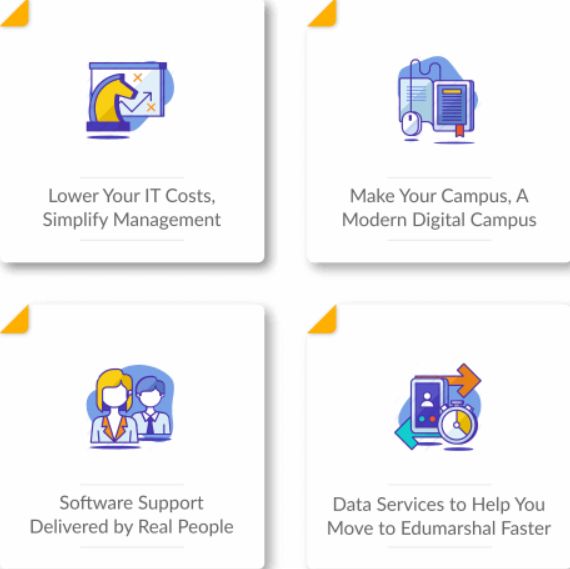 Lower Your IT Costs,
Simplify Management
Make Your Campus, A
Modern Digital Campus
Software Support
Delivered by Real People
Data Services to Help You
Move to Edumarshal Faster